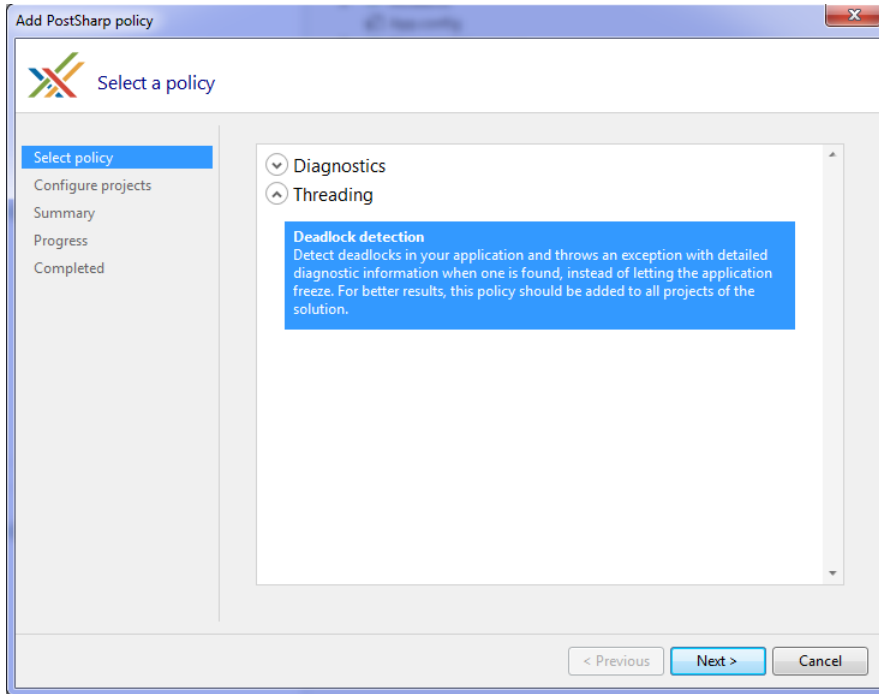 Add PostSharp policy
Select a policy
Select policy
Configure projects
Summary
Progress
Completed
Diagnostics
Threading
Deadlock detection
Detect deadlocks in your application and throws an exception with detailed
diagnostic information when one is found, instead of letting the application
freeze. For better results, this policy should be added to all projects of the
solution.
< Previous
Next >
Cancel